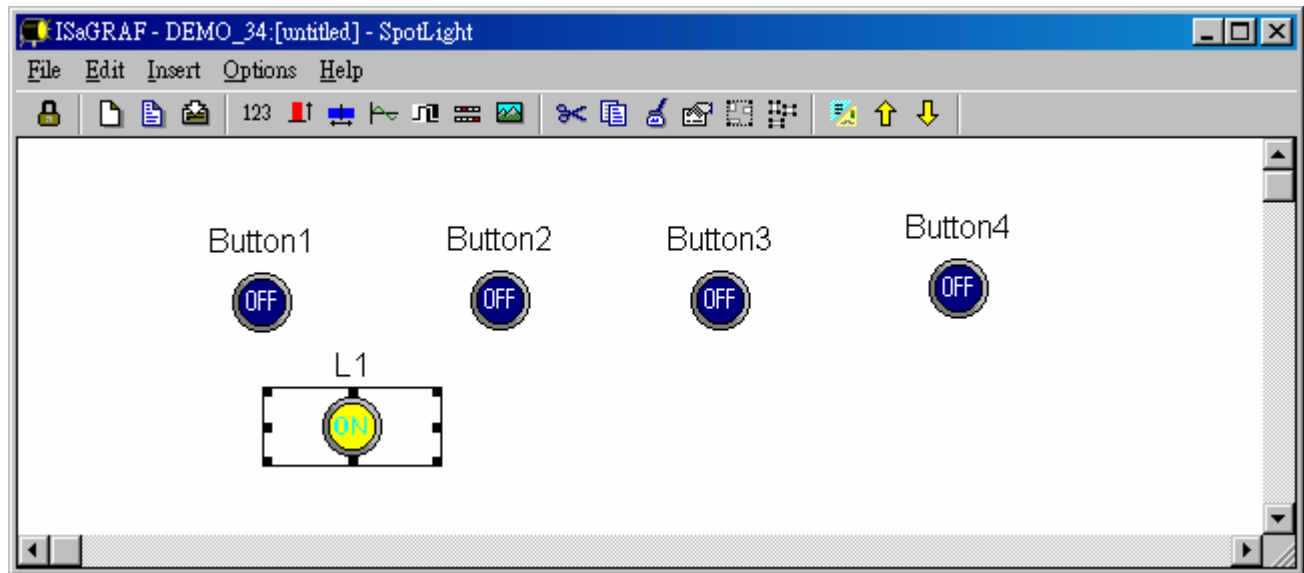 ISaGRAF - DEMO_34:[untitled] - SpotLight
File Edit Insert Options Help
123
Button1 Button2 Button3 Button4
OFF OFF OFF OFF
L1
ON